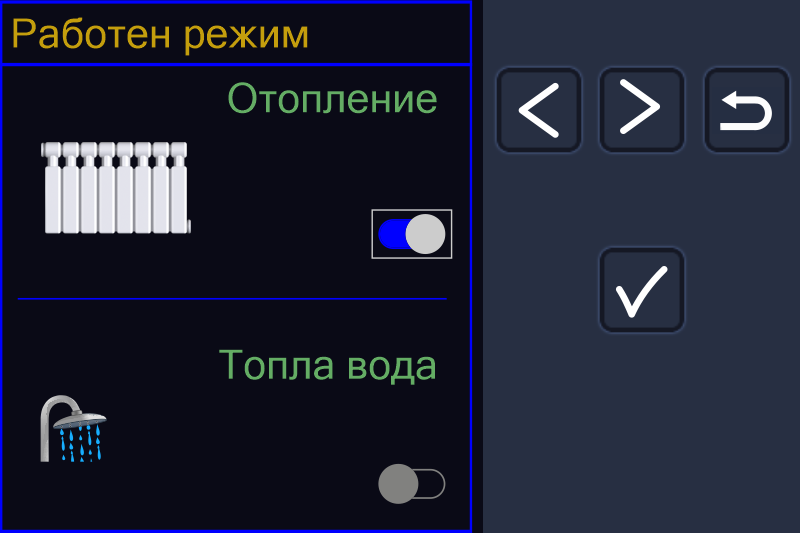 Работен режим
Отопление
Топла вода